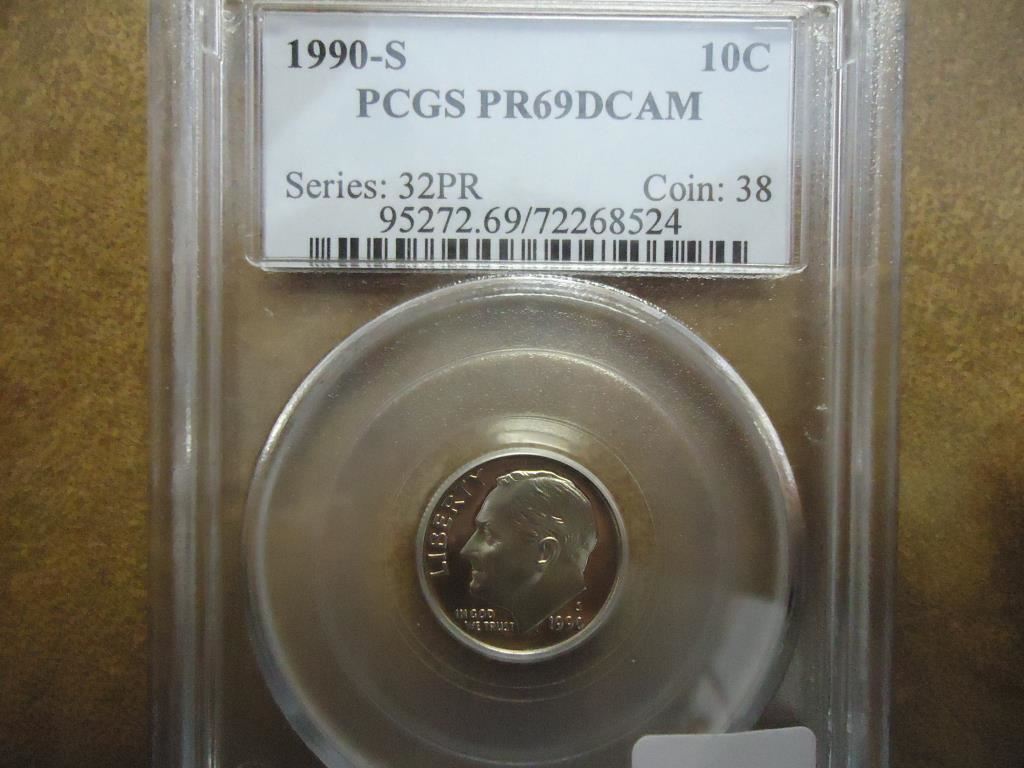 1990-S 10C
PCGS PR69DCAM
Series: 32PR Coin: 38
95272.69/72268524
LIBERTY
IN GOD
WE TRUST
S
1990